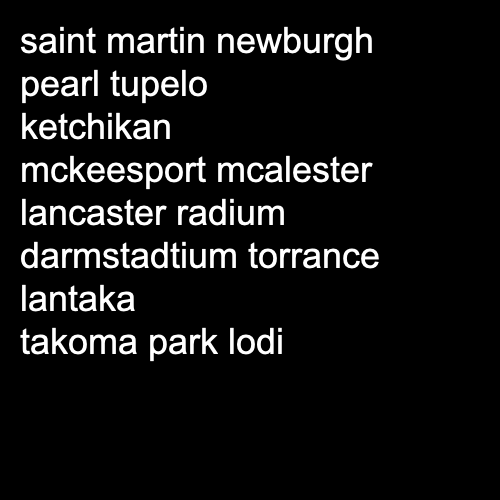 saint martin newburgh
pearl tupelo
ketchikan
mckeesport mcalester
lancaster radium
darmstadtium torrance
lantaka
takoma park lodi